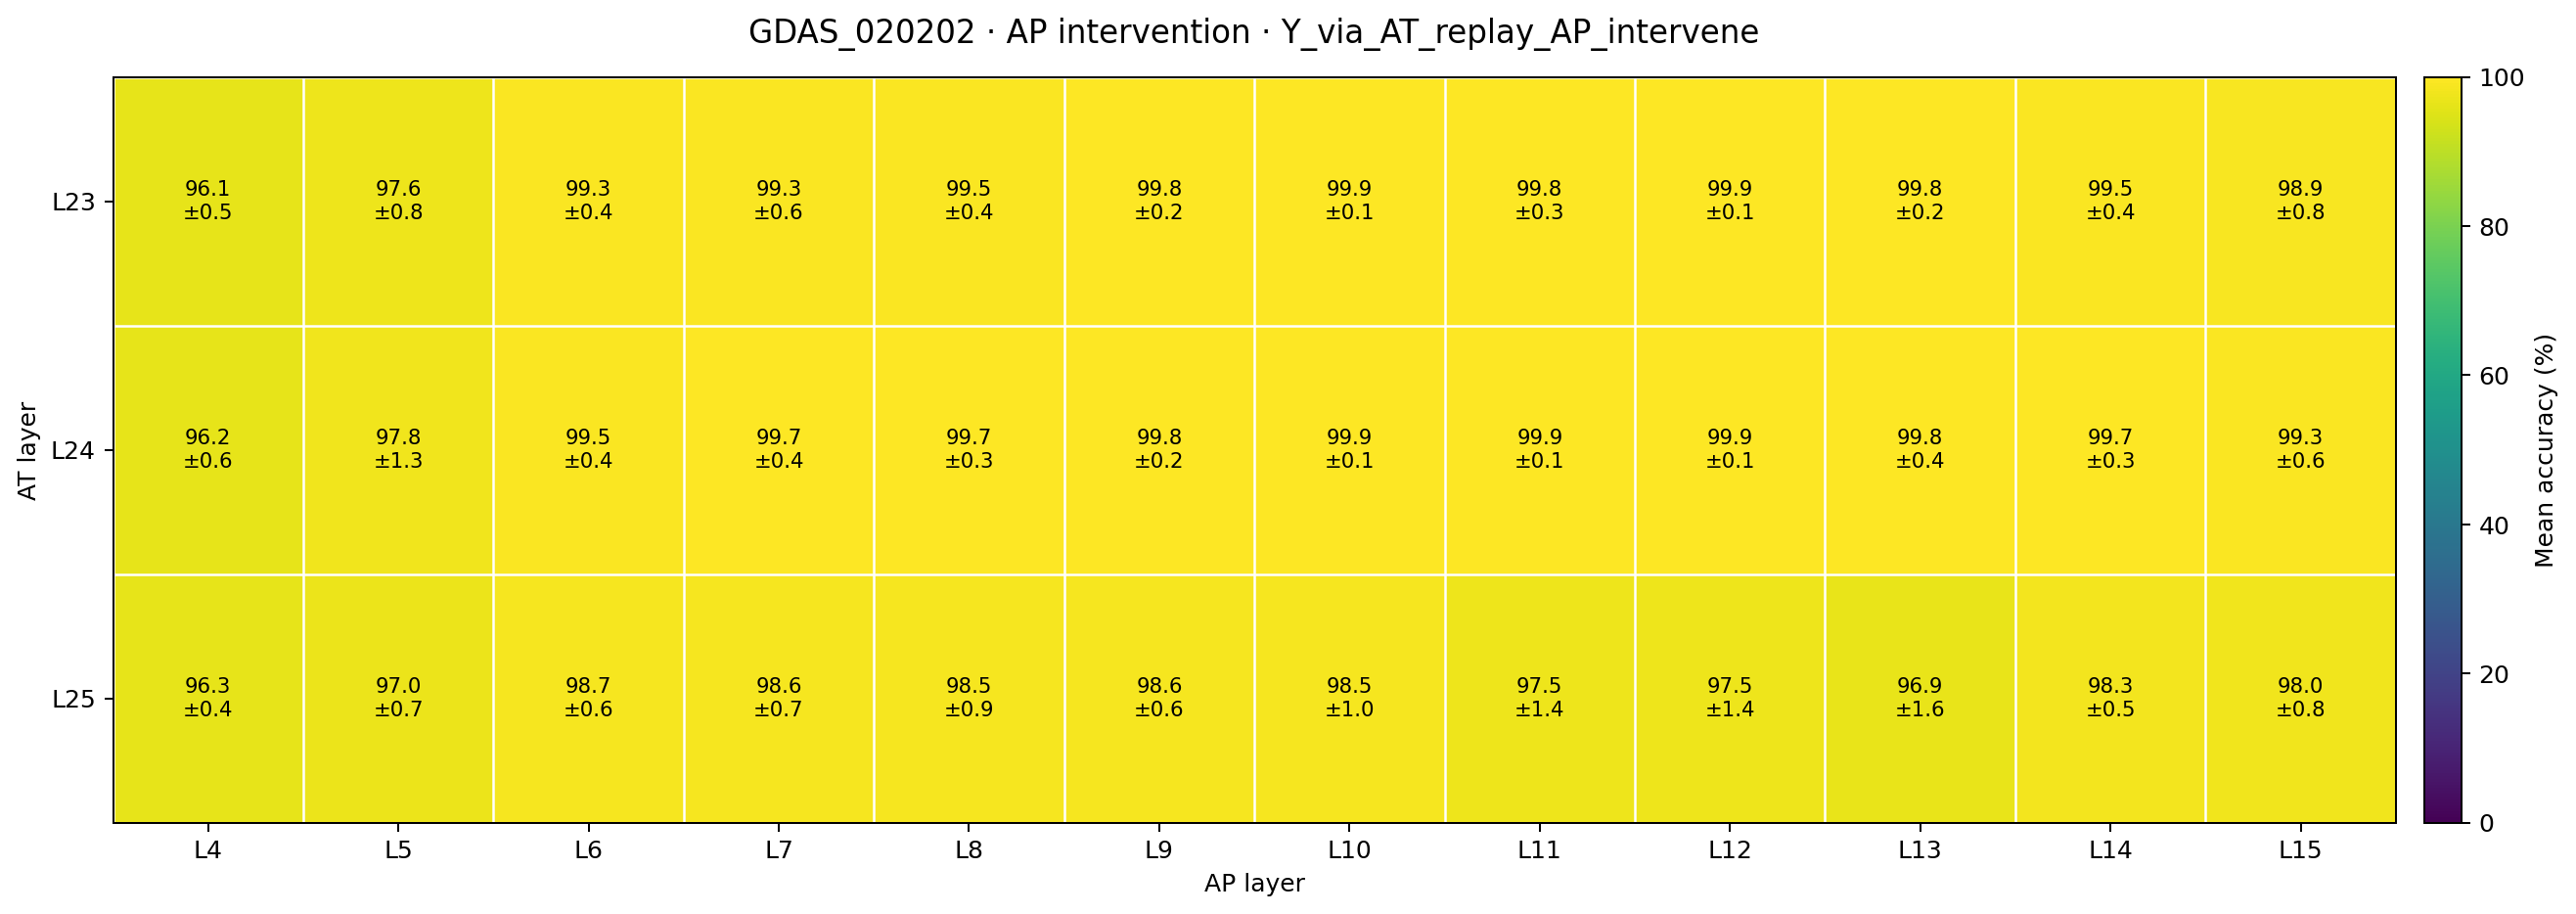 GDAS_020202 · AP intervention · Y_via_AT_replay_AP_intervene
AT layer
L23
96.1 97.6 99.3 99.3 99.5 99.8 99.9 99.8 99.9 99.8 99.5 98.9
±0.5 ±0.8 ±0.4 ±0.6 ±0.4 ±0.2 ±0.1 ±0.3 ±0.1 ±0.2 ±0.4 ±0.8
L24
96.2 97.8 99.5 99.7 99.7 99.8 99.9 99.9 99.9 99.8 99.7 99.3
±0.6 ±1.3 ±0.4 ±0.4 ±0.3 ±0.2 ±0.1 ±0.1 ±0.1 ±0.4 ±0.3 ±0.6
L25
96.3 97.0 98.7 98.6 98.5 98.6 98.5 97.5 97.5 96.9 98.3 98.0
±0.4 ±0.7 ±0.6 ±0.7 ±0.9 ±0.6 ±1.0 ±1.4 ±1.4 ±1.6 ±0.5 ±0.8
L4 L5 L6 L7 L8 L9 L10 L11 L12 L13 L14 L15
AP layer
100
80
60
40
20
0
Mean accuracy (%)